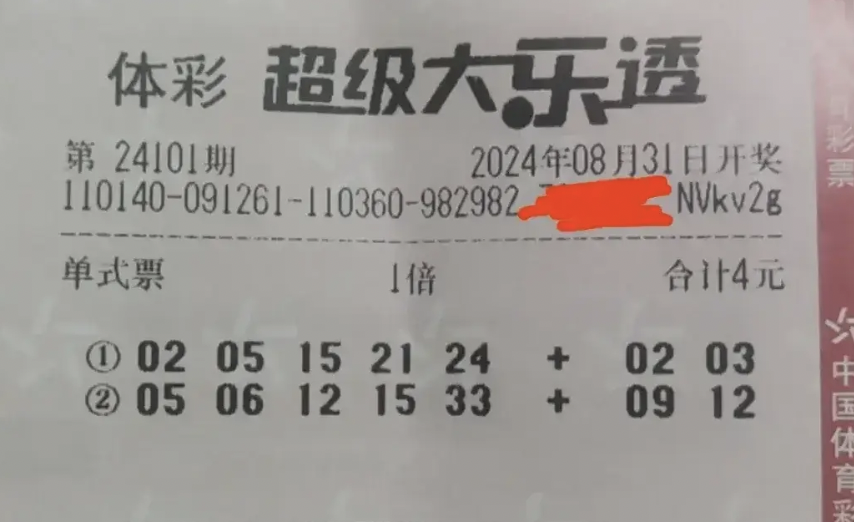 体彩 超级大乐透
第 24101期 2024年08月31日开奖
110140-091261-110360-982982 NVkv2g
单式票 1倍 合计4元
① 02 05 15 21 24 + 02 03
② 05 06 12 15 33 + 09 12
彩票
中国体育彩